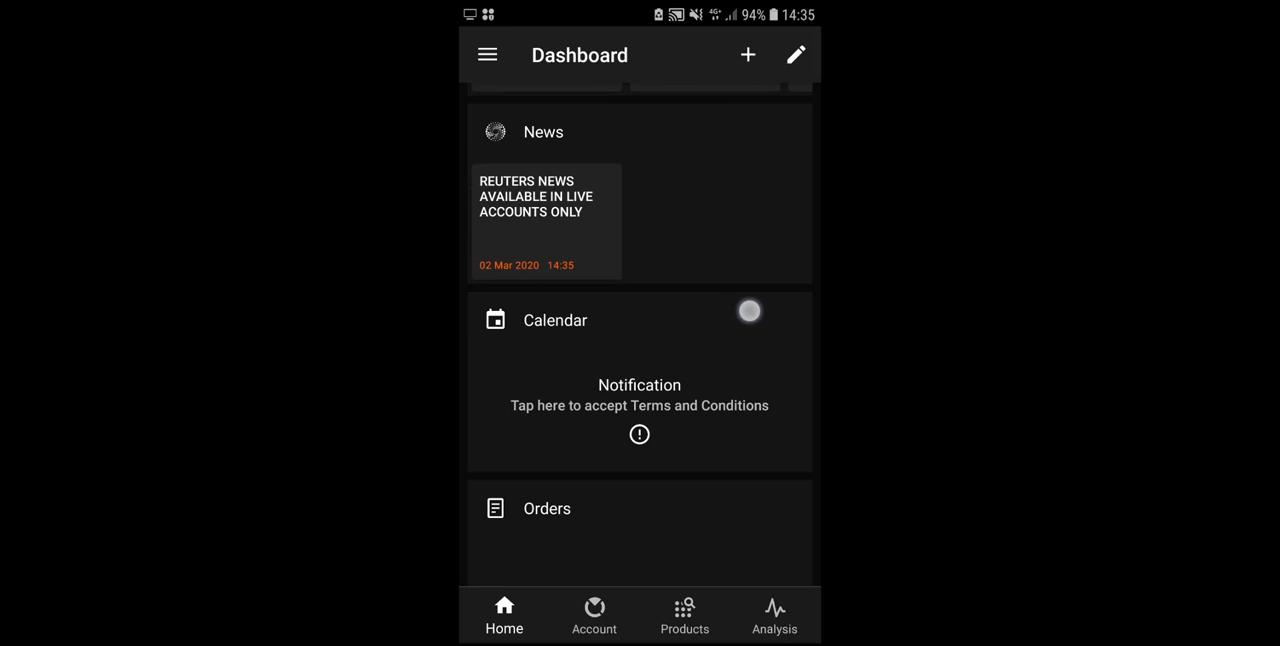 4G+ 94% 14:35
Dashboard
News
REUTERS NEWS
AVAILABLE IN LIVE
ACCOUNTS ONLY
02 Mar 2020 14:35
Calendar
Notification
Tap here to accept Terms and Conditions
Orders
Home Account Products Analysis